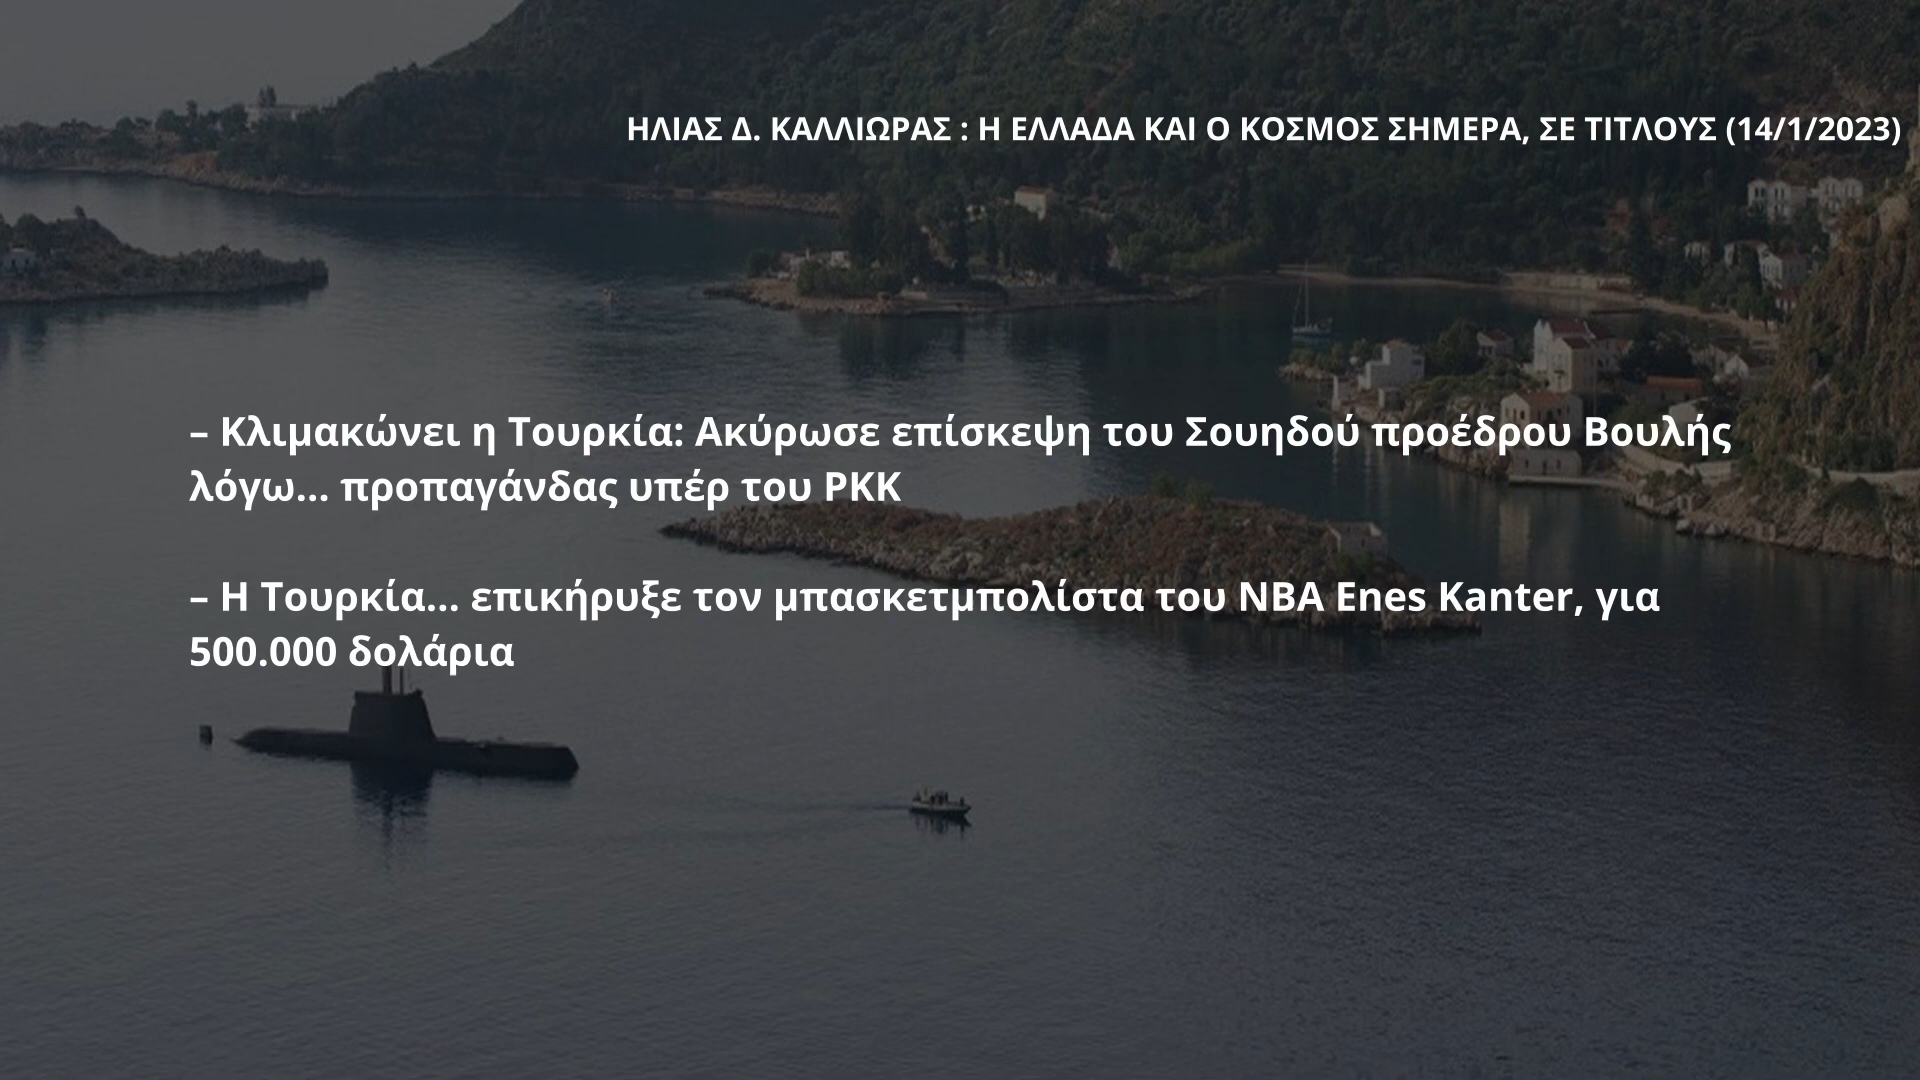 ΗΛΙΑΣ Δ. ΚΑΛΛΙΩΡΑΣ : Η ΕΛΛΑΔΑ ΚΑΙ Ο ΚΟΣΜΟΣ ΣΗΜΕΡΑ, ΣΕ ΤΙΤΛΟΥΣ (14/1/2023)
– Κλιμακώνει η Τουρκία: Ακύρωσε επίσκεψη του Σουηδού προέδρου Βουλής
λόγω… προπαγάνδας υπέρ του PKK
– Η Τουρκία… επικήρυξε τον μπασκετμπολίστα του NBA Enes Kanter, για
500.000 δολάρια